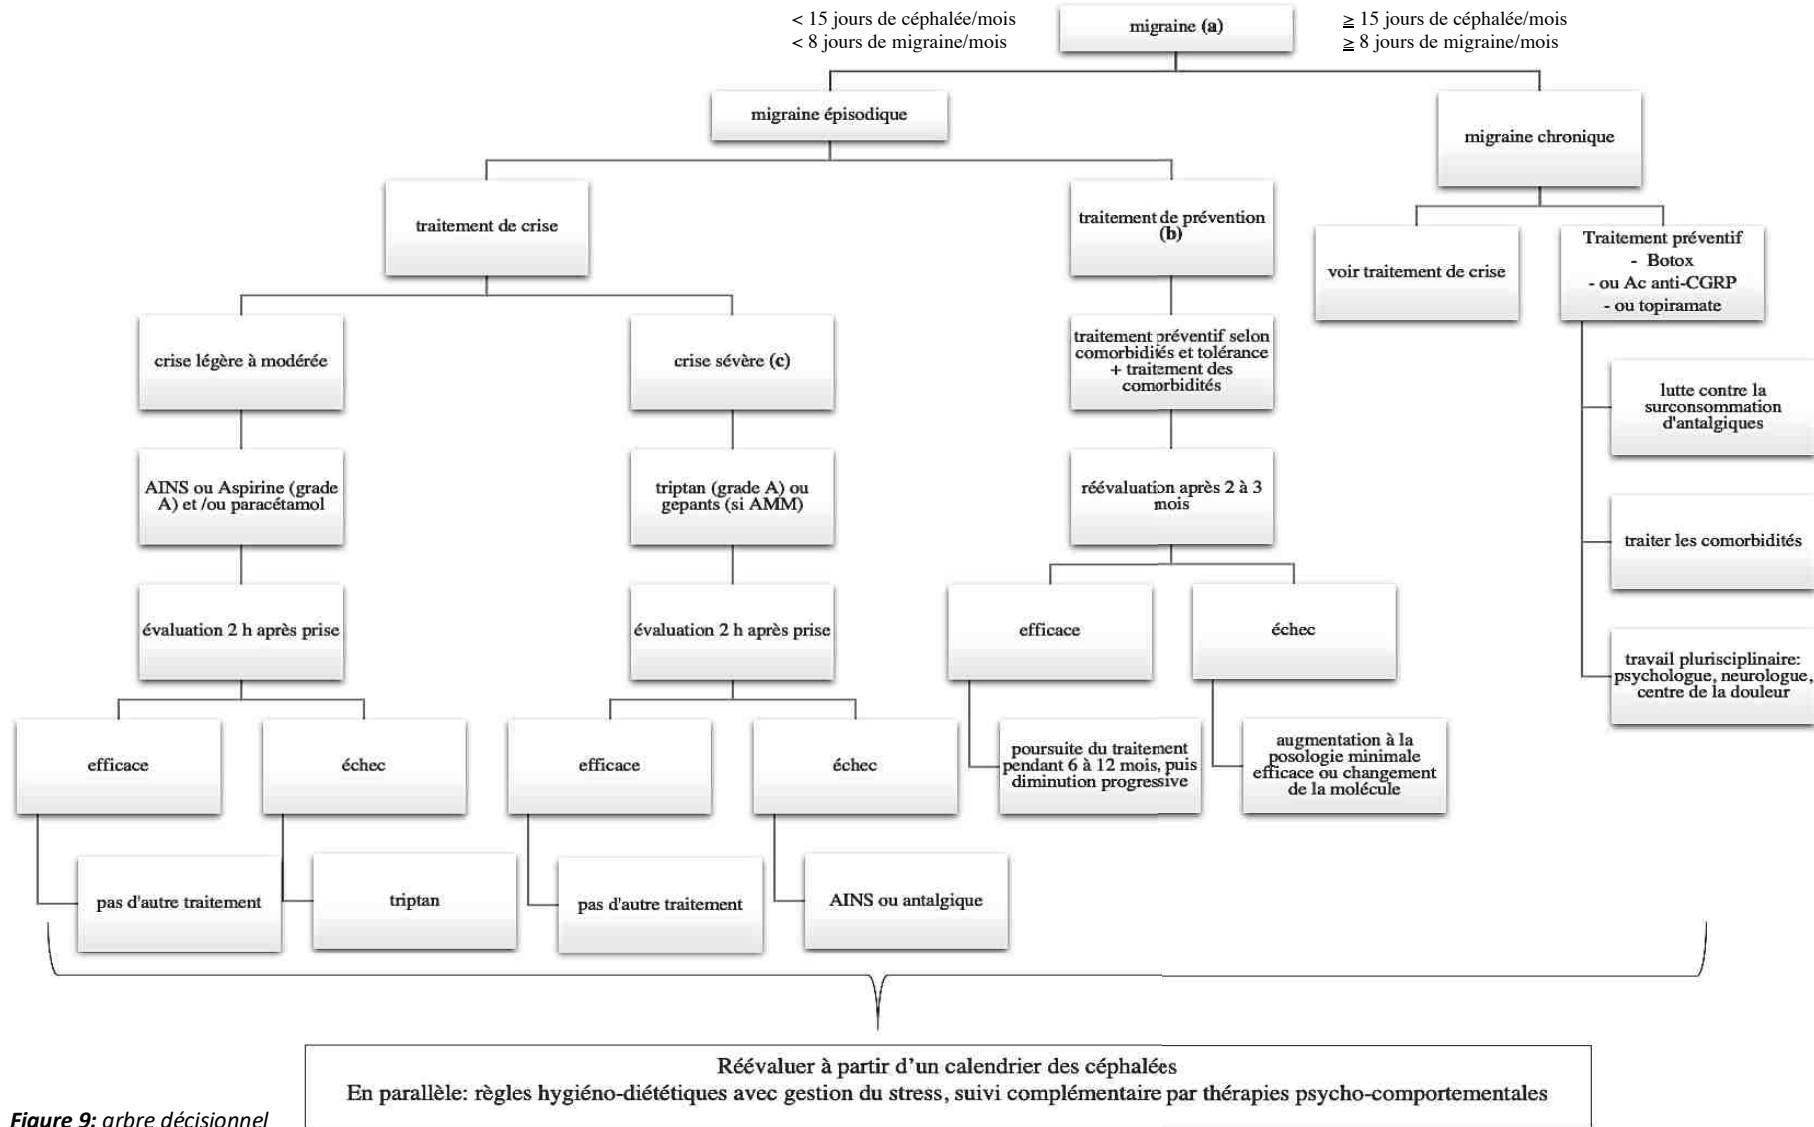 < 15 jours de céphalée/mois
< 8 jours de migraine/mois
migraine (a)
≥ 15 jours de céphalée/mois
≥ 8 jours de migraine/mois
migraine épisodique
migraine chronique
traitement de crise
traitement de prévention
(b)
voir traitement de crise
Traitement préventif
- Botox
- ou Ac anti-CGRP
- ou topiramate
crise légère à modérée
crise sévère (c)
traitement préventif selon
comorbidités et tolérance
+ traitement des
comorbidités
lutte contre la
surconsommation
d'antalgiques
AINS ou Aspirine (grade
A) et /ou paracétamol
triptan (grade A) ou
gepants (si AMM)
réévaluation après 2 à 3
mois
traiter les comorbidités
évaluation 2 h après prise
évaluation 2 h après prise
efficace
échec
travail plurisciplinaire:
psychologue, neurologue,
centre de la douleur
efficace
échec
efficace
échec
poursuite du traitement
pendant 6 à 12 mois, puis
diminution progressive
augmentation à la
posologie minimale
efficace ou changement
de la molécule
pas d'autre traitement
triptan
pas d'autre traitement
AINS ou antalgique
Réévaluer à partir d'un calendrier des céphalées
En parallèle: règles hygiéno-diététiques avec gestion du stress, suivi complémentaire par thérapies psycho-comportementales
Figure 9: arbre décisionnel